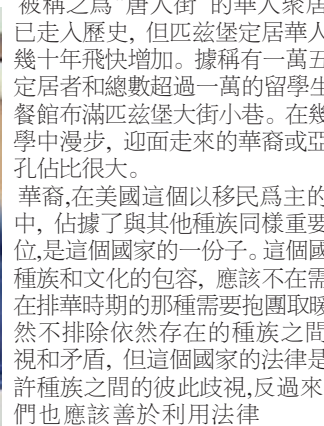 被稱之爲“唐人街”的華人衆居
已走入歷史, 但匹茲堡定居華人
幾十年飛快增加。據稱有一萬五
定居者和總數超過一萬的留學生
餐館布滿匹茲堡大街小巷。在幾
學中漫步, 迎面走來的華裔或亞
孔佔比很大。
華裔,在美國這個以移民爲主的
中, 佔據了與其他種族同樣重要
位,是這個國家的一份子。這個國
種族和文化的包容, 應該不在需
在排華時期的那種需要抱團取暖
然不排除依然存在的種族之間
視和矛盾, 但這個國家的法律是
許種族之間的彼此歧視,反過來
們也應該善於利用法律